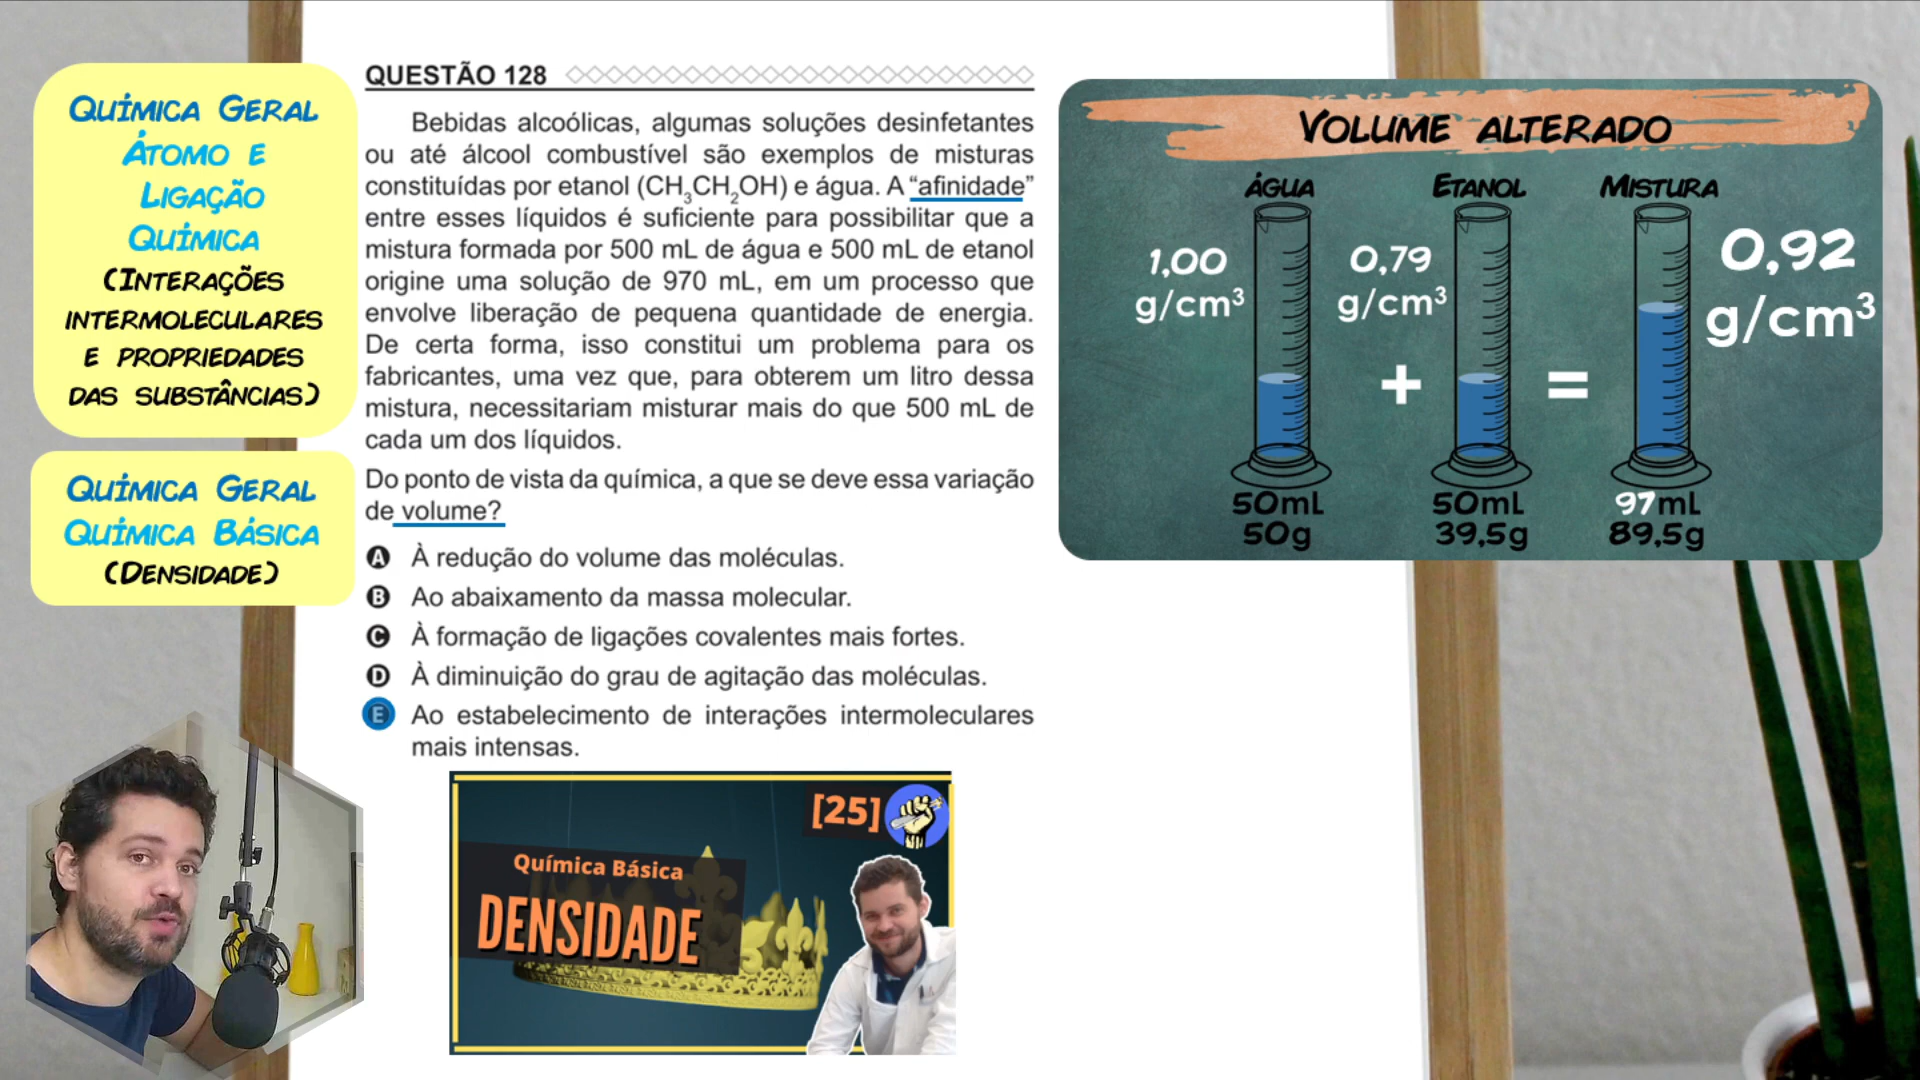 QUÍMICA GERAL
ÁTOMO E
LIGAÇÃO
QUÍMICA
(INTERAÇÕES
INTERMOLECULARES
E PROPRIEDADES
DAS SUBSTÂNCIAS)
QUÍMICA GERAL
QUÍMICA BÁSICA
(DENSIDADE)
QUESTÃO 128
Bebidas alcoólicas, algumas soluções desinfetantes
ou até álcool combustível são exemplos de misturas
constituídas por etanol (CH₃CH₂OH) e água. A “afinidade”
entre esses líquidos é suficiente para possibilitar que a
mistura formada por 500 mL de água e 500 mL de etanol
origine uma solução de 970 mL, em um processo que
envolve liberação de pequena quantidade de energia.
De certa forma, isso constitui um problema para os
fabricantes, uma vez que, para obterem um litro dessa
mistura, necessitariam misturar mais do que 500 mL de
cada um dos líquidos.
Do ponto de vista da química, a que se deve essa variação
de volume?
A À redução do volume das moléculas.
B Ao abaixamento da massa molecular.
C À formação de ligações covalentes mais fortes.
D À diminuição do grau de agitação das moléculas.
E Ao estabelecimento de interações intermoleculares
mais intensas.
[25]
Química Básica
DENSIDADE
VOLUME ALTERADO
ÁGUA ETANOL MISTURA
1,00 g/cm³
0,79 g/cm³
0,92 g/cm³
+ =
50mL 50mL 97mL
50g 39,5g 89,5g